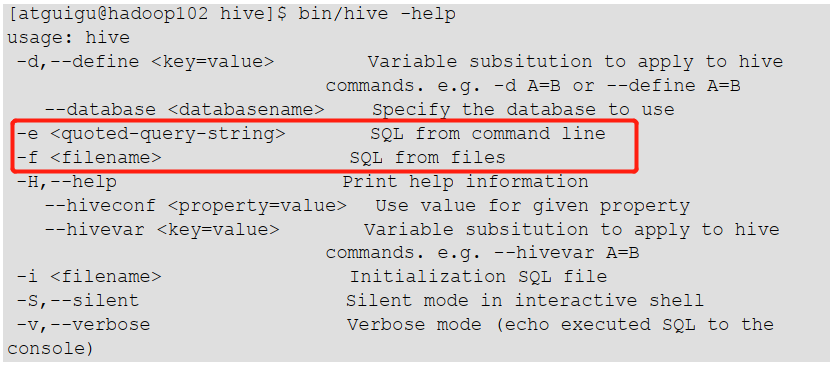 [atguigu@hadoop102 hive]$ bin/hive -help
usage: hive
-d,--define <key=value> Variable subsitution to apply to hive
commands. e.g. -d A=B or --define A=B
--database <databasename> Specify the database to use
-e <quoted-query-string> SQL from command line
-f <filename> SQL from files
-H,--help Print help information
--hiveconf <property=value> Use value for given property
--hivevar <key=value> Variable subsitution to apply to hive
commands. e.g. --hivevar A=B
-i <filename> Initialization SQL file
-S,--silent Silent mode in interactive shell
-v,--verbose Verbose mode (echo executed SQL to the
console)